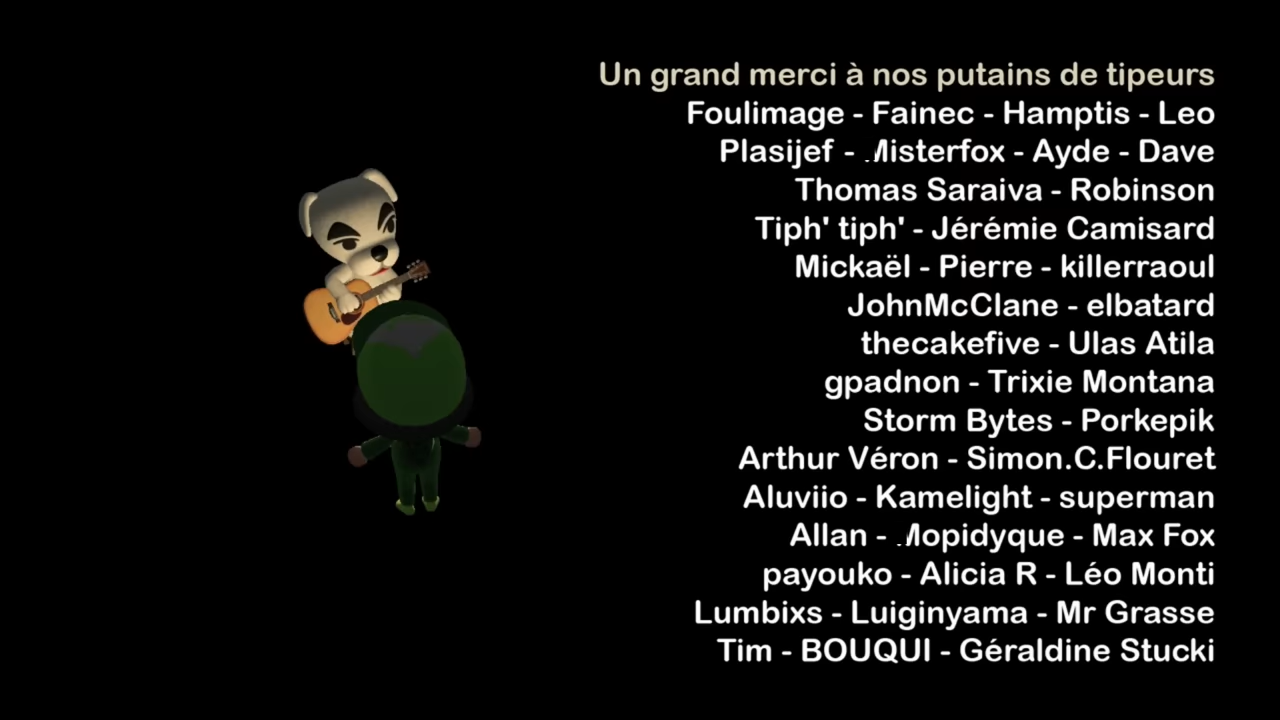 Un grand merci à nos putains de tipeurs
Foulimage - Fainec - Hamptis - Leo
Plasijef - Misterfox - Ayde - Dave
Thomas Saraiva - Robinson
Tiph' tiph' - Jérémie Camisard
Mickaël - Pierre - killerraoul
JohnMcClane - elbatard
thecakefive - Ulas Atila
gpadnon - Trixie Montana
Storm Bytes - Porkepik
Arthur Véron - Simon.C.Flouret
Aluviio - Kamelight - superman
Allan - Mopidyque - Max Fox
payouko - Alicia R - Léo Monti
Lumbixs - Luiginyama - Mr Grasse
Tim - BOUQUI - Géraldine Stucki